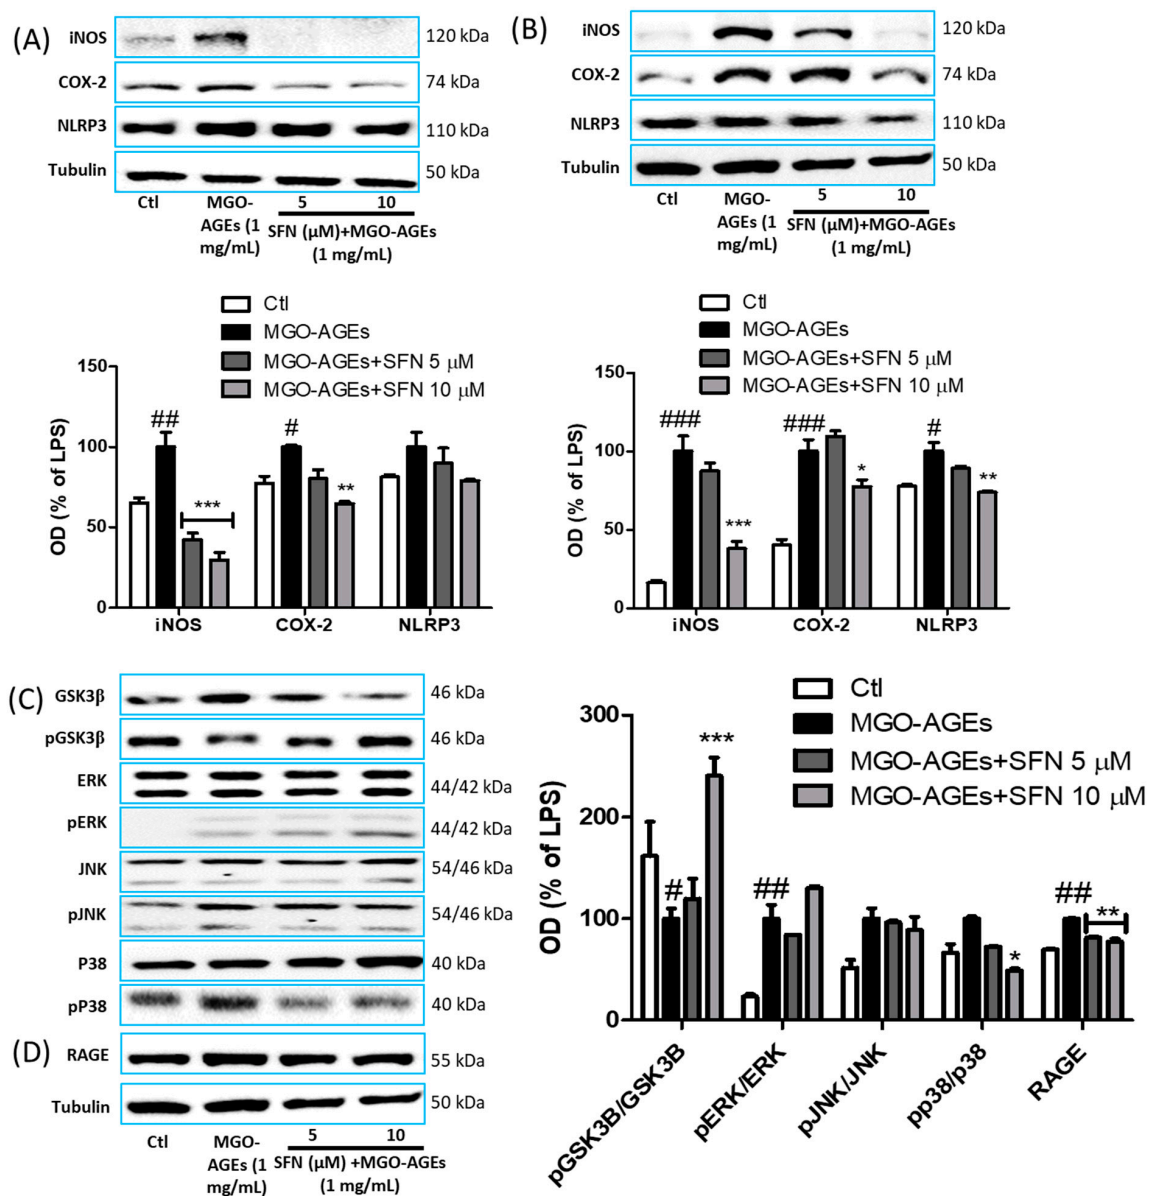 (A)
iNOS
120 kDa
COX-2
74 kDa
NLRP3
110 kDa
Tubulin
50 kDa
Ctl
MGO-
AGEs (1
mg/mL)
5
10
SFN (µM)+MGO-AGEs
(1 mg/mL)
(B)
iNOS
120 kDa
COX-2
74 kDa
NLRP3
110 kDa
Tubulin
50 kDa
Ctl
MGO-
AGEs (1
mg/mL)
5
10
SFN (µM)+MGO-AGEs
(1 mg/mL)
Ctl
MGO-AGEs
MGO-AGEs+SFN 5 µM
MGO-AGEs+SFN 10 µM
OD (% of LPS)
150
100
50
0
##
***
#
**
iNOS
COX-2
NLRP3
Ctl
MGO-AGEs
MGO-AGEs+SFN 5 µM
MGO-AGEs+SFN 10 µM
OD (% of LPS)
150
100
50
0
###
***
###
*
#
**
iNOS
COX-2
NLRP3
(C)
GSK3β
46 kDa
pGSK3β
46 kDa
ERK
44/42 kDa
pERK
44/42 kDa
JNK
54/46 kDa
pJNK
54/46 kDa
P38
40 kDa
pP38
40 kDa
(D)
RAGE
55 kDa
Tubulin
50 kDa
Ctl
MGO-
AGEs (1
mg/mL)
5
10
SFN (µM) +MGO-AGEs
(1 mg/mL)
Ctl
MGO-AGEs
MGO-AGEs+SFN 5 µM
MGO-AGEs+SFN 10 µM
OD (% of LPS)
300
200
100
0
#
***
##
*
##
**
pGSK3B/GSK3B
pERK/ERK
pJNK/JNK
pp38/p38
RAGE